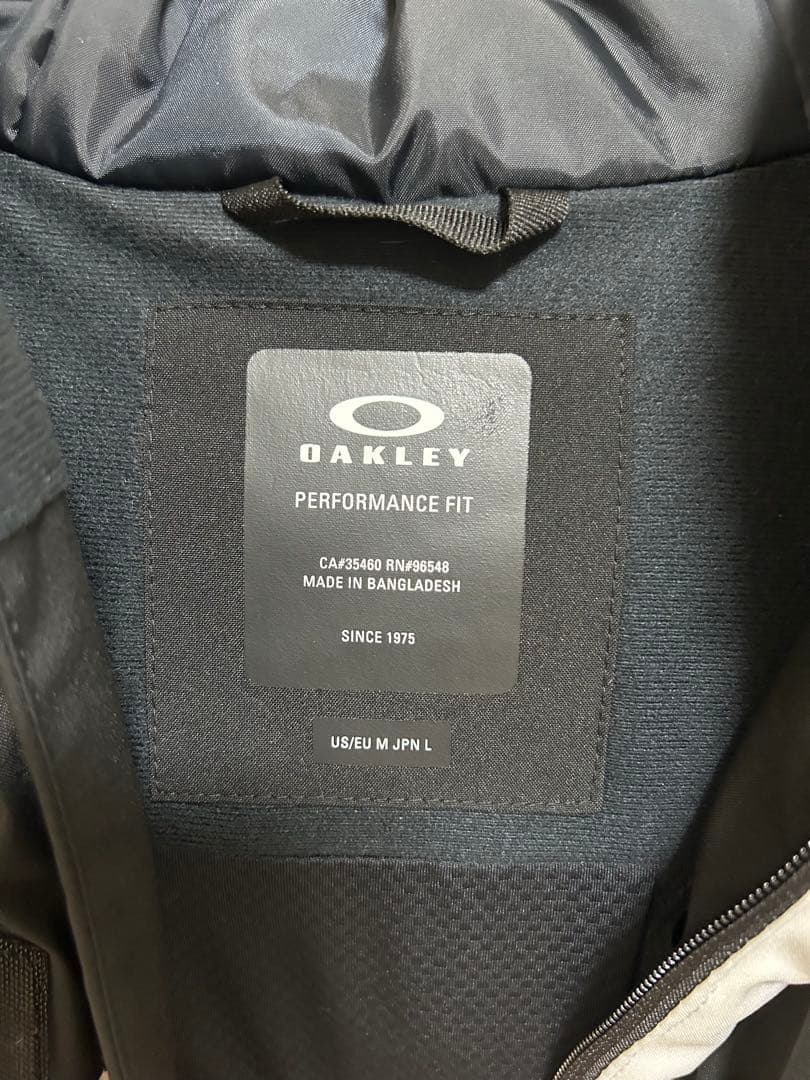 OAKLEY
PERFORMANCE FIT
CA#35460 RN#96548
MADE IN BANGLADESH
SINCE 1975
US/EU M JPN L